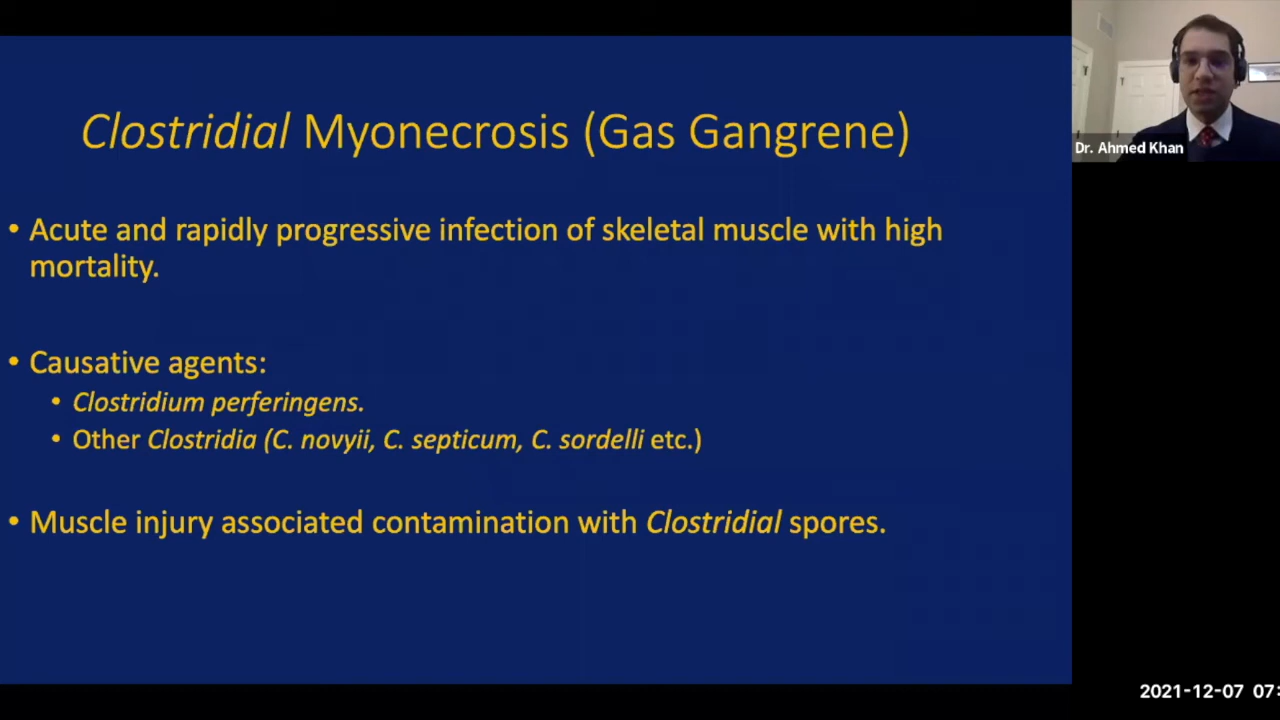 Clostridial Myonecrosis (Gas Gangrene)
Dr. Ahmed Khan
• Acute and rapidly progressive infection of skeletal muscle with high
mortality.
• Causative agents:
• Clostridium perferingens.
• Other Clostridia (C. novyii, C. septicum, C. sordelli etc.)
• Muscle injury associated contamination with Clostridial spores.
2021-12-07 07: